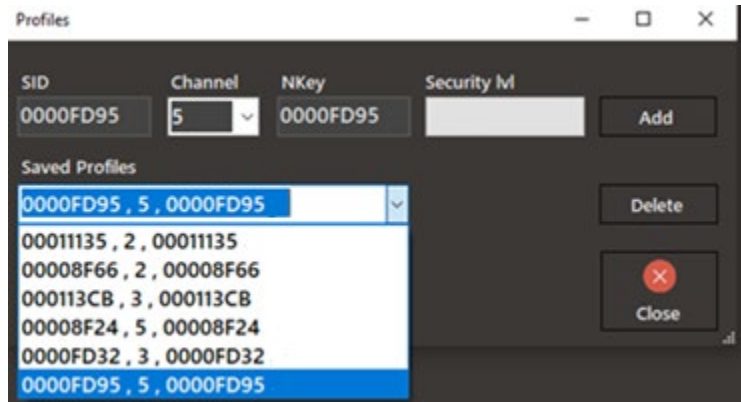 Profiles
SID Channel NKey Security lvl
0000FD95 5 0000FD95 Add
Saved Profiles
0000FD95 , 5 , 0000FD95 Delete
00011135 , 2 , 00011135
00008F66 , 2 , 00008F66
000113CB , 3 , 000113CB
00008F24 , 5 , 00008F24
Close
0000FD32 , 3 , 0000FD32
0000FD95 , 5 , 0000FD95